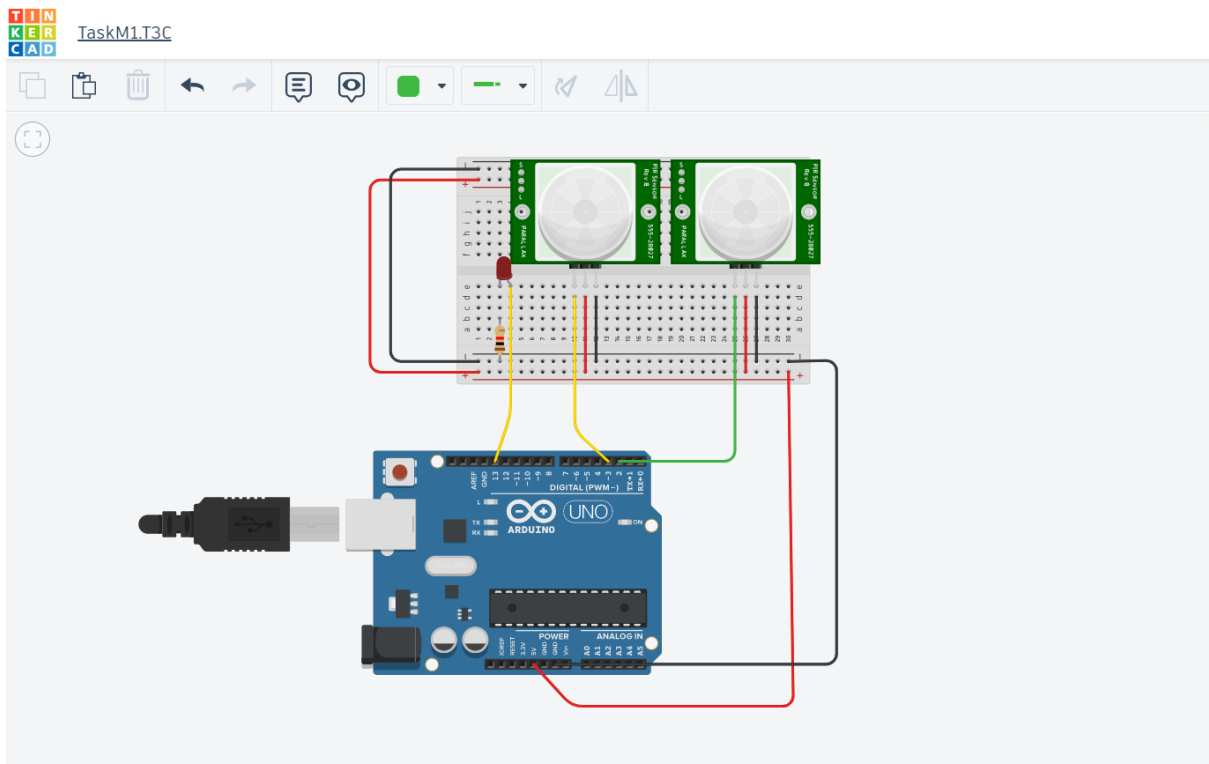 TIN
KER
CAD
TaskM1.T3C
PIR Sensor
Rev B
555-28027
PARALLAX
S
L
PIR Sensor
Rev B
555-28027
PARALLAX
S
L
j
i
h
g
f
e
d
c
b
a
e
d
c
b
a
AREF
GND
13
12
~11
~10
~9
8
7
~6
~5
4
~3
2
TX→1
RX←0
DIGITAL (PWM~)
L
TX
RX
ARDUINO
UNO
ON
POWER
ANALOG IN
IOREF
RESET
3.3V
5V
GND
GND
Vin
A0
A1
A2
A3
A4
A5